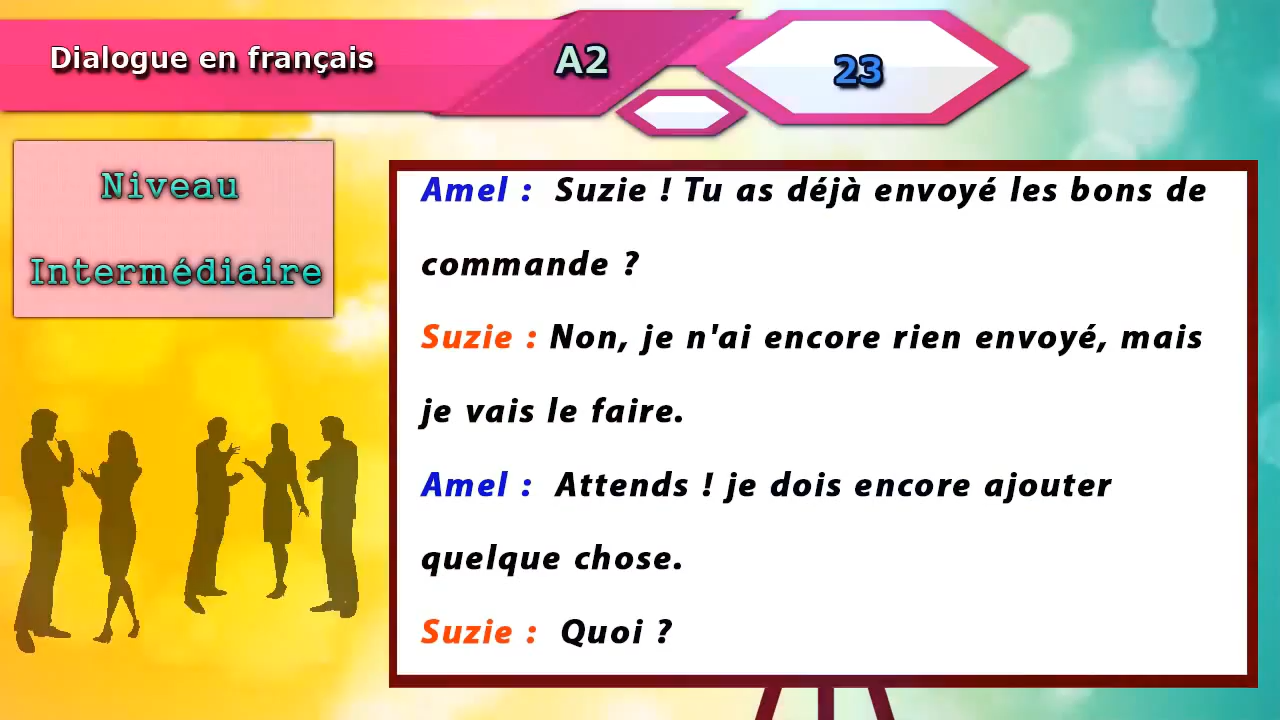 Dialogue en français
A2
23
Niveau
Intermédiaire
Amel : Suzie ! Tu as déjà envoyé les bons de
commande ?
Suzie : Non, je n'ai encore rien envoyé, mais
je vais le faire.
Amel : Attends ! je dois encore ajouter
quelque chose.
Suzie : Quoi ?